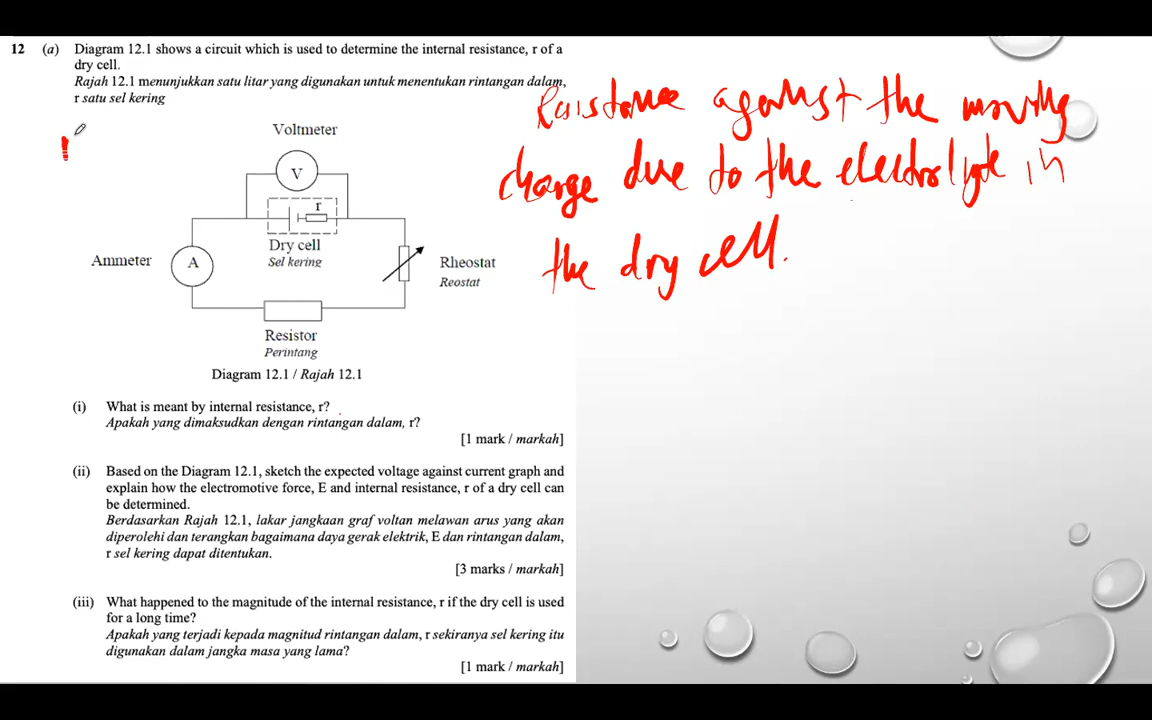 12 (a) Diagram 12.1 shows a circuit which is used to determine the internal resistance, r of a
dry cell.
Rajah 12.1 menunjukkan satu litar yang digunakan untuk menentukan rintangan dalam,
r satu sel kering
Resistance against the moving
charge due to the electrolyte in
the dry cell.
Voltmeter
V
r
Dry cell
Sel kering
Ammeter
A
Rheostat
Reostat
Resistor
Perintang
Diagram 12.1 / Rajah 12.1
(i) What is meant by internal resistance, r?
Apakah yang dimaksudkan dengan rintangan dalam, r?
[1 mark / markah]
(ii) Based on the Diagram 12.1, sketch the expected voltage against current graph and
explain how the electromotive force, E and internal resistance, r of a dry cell can
be determined.
Berdasarkan Rajah 12.1, lakar jangkaan graf voltan melawan arus yang akan
diperolehi dan terangkan bagaimana daya gerak elektrik, E dan rintangan dalam,
r sel kering dapat ditentukan.
[3 marks / markah]
(iii) What happened to the magnitude of the internal resistance, r if the dry cell is used
for a long time?
Apakah yang terjadi kepada magnitud rintangan dalam, r sekiranya sel kering itu
digunakan dalam jangka masa yang lama?
[1 mark / markah]